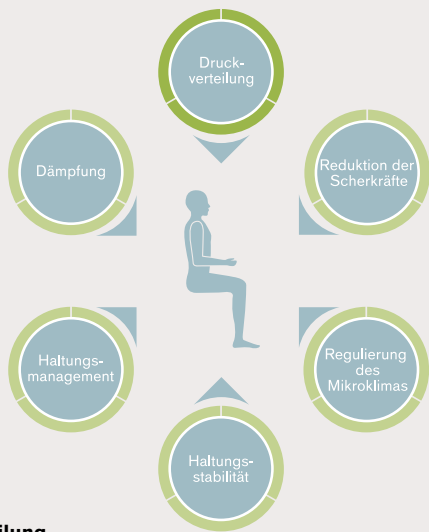 Druck-
verteilung
Dämpfung
Reduktion der
Scherkräfte
Haltungs-
management
Regulierung
des
Mikroklimas
Haltungs-
stabilität